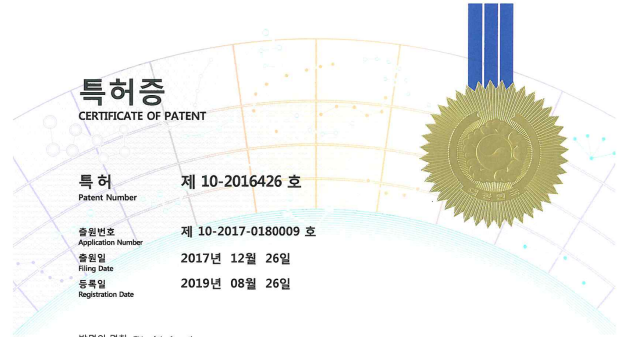 특허증
CERTIFICATE OF PATENT
특 허 제 10-2016426 호
Patent Number
출원번호 제 10-2017-0180009 호
Application Number
출원일 2017년 12월 26일
Filing Date
등록일 2019년 08월 26일
Registration Date